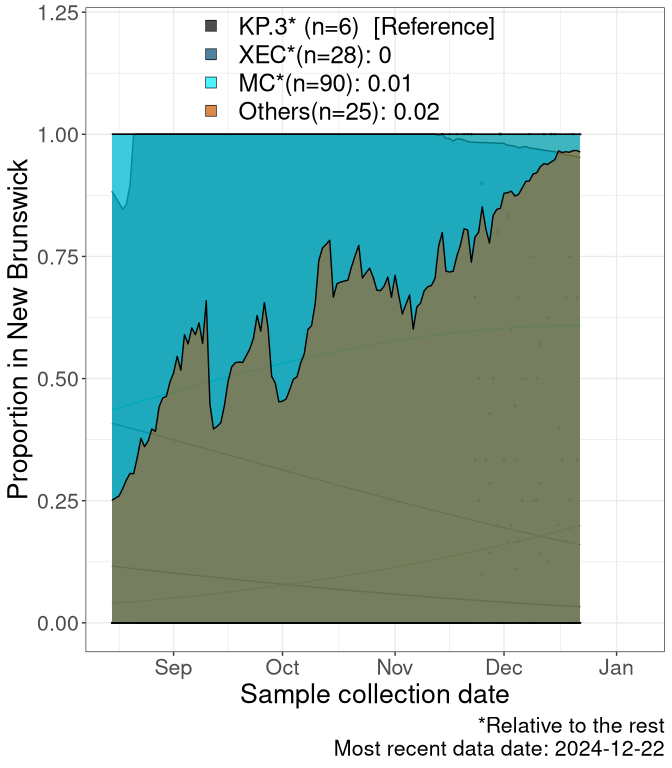 KP.3* (n=6)  [Reference]
XEC*(n=28): 0
MC*(n=90): 0.01
Others(n=25): 0.02
1.25
1.00
0.75
0.50
0.25
0.00
Proportion in New Brunswick
Sep Oct Nov Dec Jan
Sample collection date
*Relative to the rest
Most recent data date: 2024-12-22